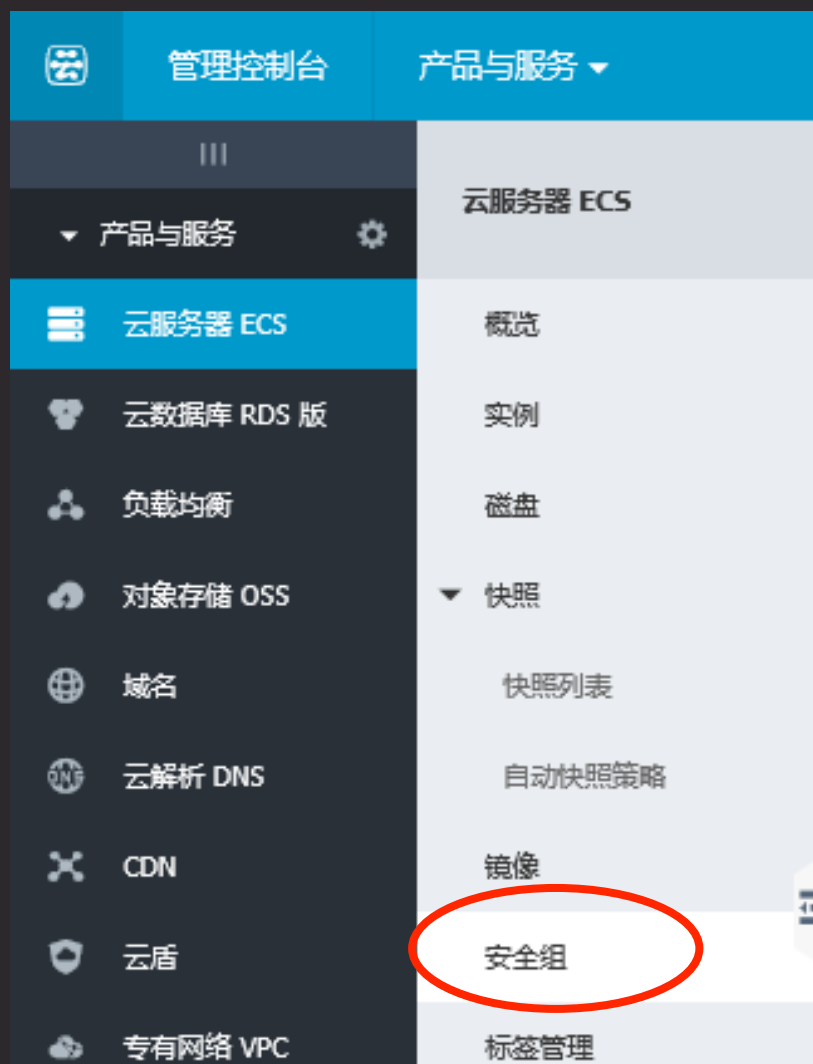 云 管理控制台 产品与服务
产品与服务
云服务器 ECS
云数据库 RDS 版
负载均衡
对象存储 OSS
域名
DNS 云解析 DNS
CDN
云盾
专有网络 VPC
云服务器 ECS
概览
实例
磁盘
快照
快照列表
自动快照策略
镜像
安全组
标签管理